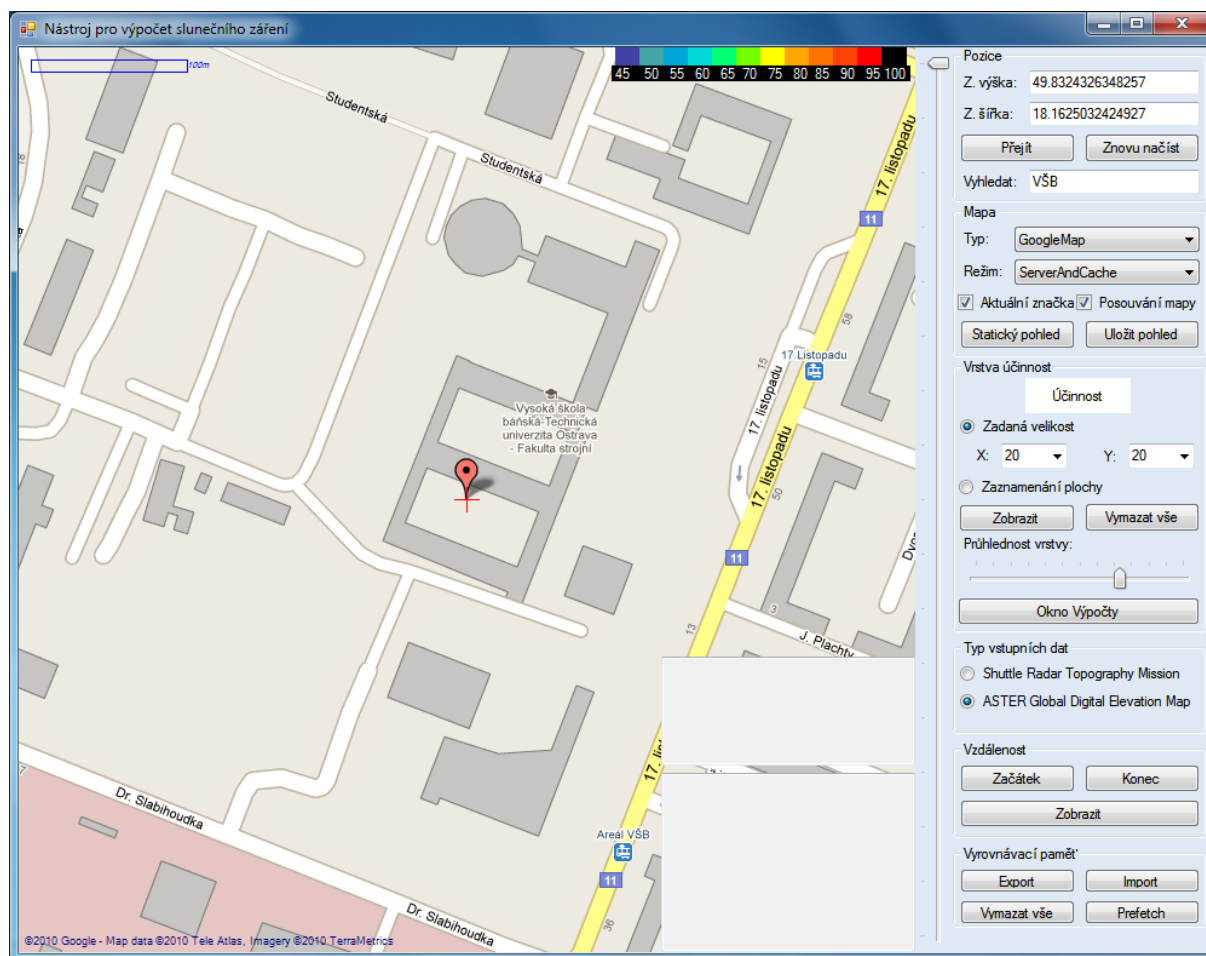 Nástroj pro výpočet slunečního záření
100m
45 50 55 60 65 70 75 80 85 90 95 100
Studentská
Studentská
17. listopadu
11
58
15
17.Listopadu
17. listopadu
Vysoká škola
báňská-Technická
univerzita Ostrava
- Fakulta strojní
17. listopadu
50
11
Dvor
3
J. Plachty
13
17. list
Dr. Slabihoudka
Areál VŠB
11
Dr. Slabihoudka
36
©2010 Google - Map data ©2010 Tele Atlas, Imagery ©2010 TerraMetrics
Pozice
Z. výška: 49.8324326348257
Z. šířka: 18.1625032424927
Přejít Znovu načíst
Vyhledat: VŠB
Mapa
Typ: GoogleMap
Režim: ServerAndCache
Aktuální značka Posouvání mapy
Statický pohled Uložit pohled
Vrstva účinnost
Účinnost
Zadaná velikost
X: 20 Y: 20
Zaznamenání plochy
Zobrazit Vymazat vše
Průhlednost vrstvy:
Okno Výpočty
Typ vstupních dat
Shuttle Radar Topography Mission
ASTER Global Digital Elevation Map
Vzdálenost
Začátek Konec
Zobrazit
Vyrovnávací paměť
Export Import
Vymazat vše Prefetch